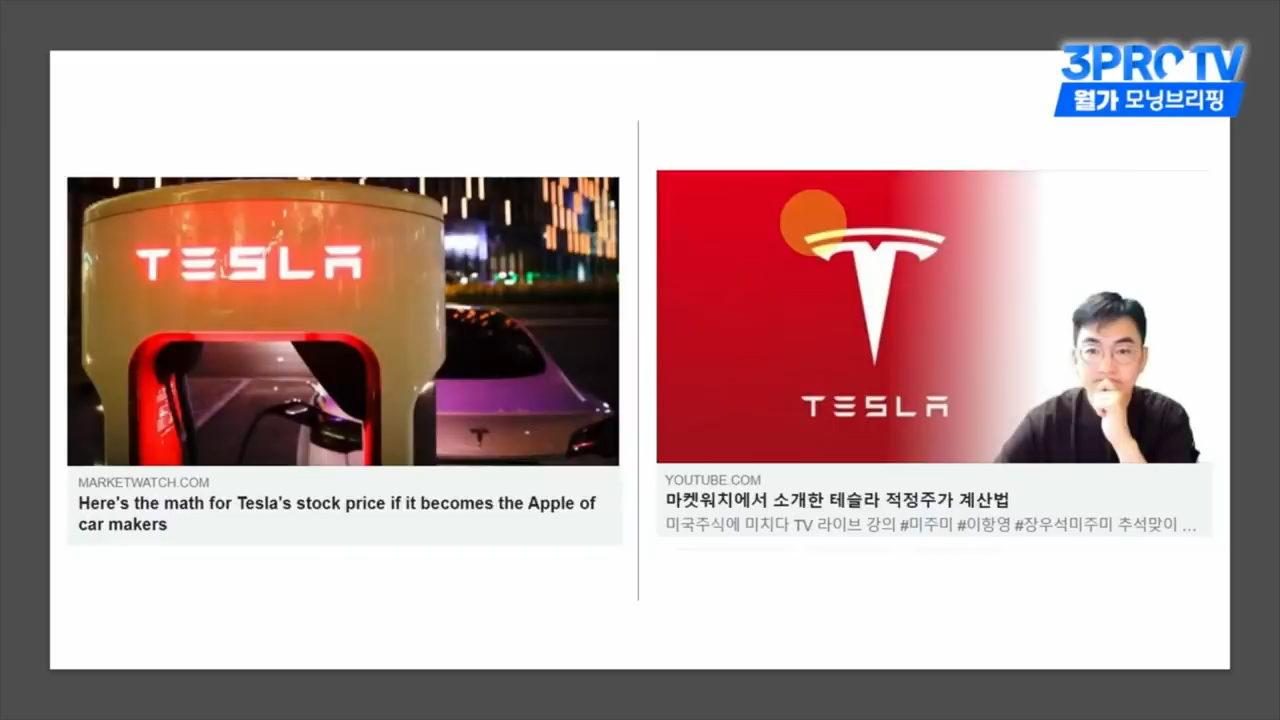 3PRO TV
월가 모닝브리핑
TESLA
MARKETWATCH.COM
Here's the math for Tesla's stock price if it becomes the Apple of
car makers
TESLA
YOUTUBE.COM
마켓워치에서 소개한 테슬라 적정주가 계산법
미국주식에 미치다 TV 라이브 강의 #미주미 #이항영 #장우석미주미 추석맞이 ...